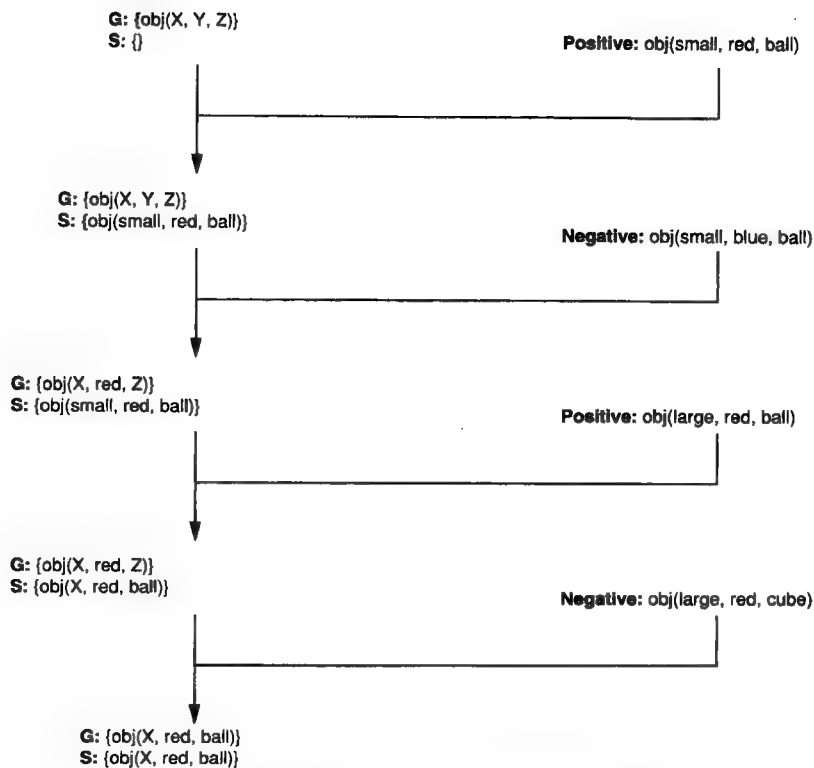 G: {obj(X, Y, Z)}
S: {}
Positive: obj(small, red, ball)
G: {obj(X, Y, Z)}
S: {obj(small, red, ball)}
Negative: obj(small, blue, ball)
G: {obj(X, red, Z)}
S: {obj(small, red, ball)}
Positive: obj(large, red, ball)
G: {obj(X, red, Z)}
S: {obj(X, red, ball)}
Negative: obj(large, red, cube)
G: {obj(X, red, ball)}
S: {obj(X, red, ball)}